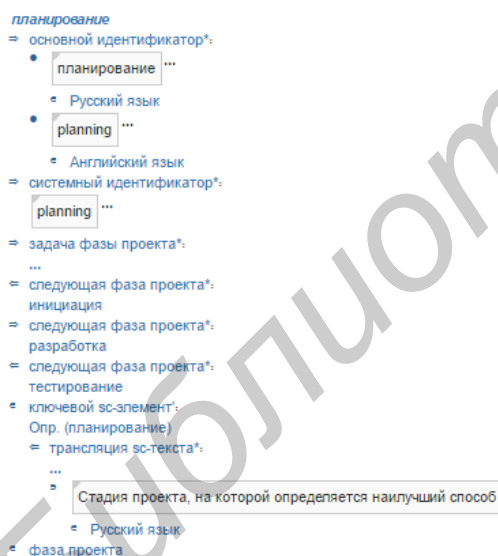 планирование
⇒ основной идентификатор*:
• планирование ...
∍ Русский язык
• planning ...
∍ Английский язык
⇒ системный идентификатор*:
planning ...
⇒ задача фазы проекта*:
...
⇐ следующая фаза проекта*:
инициация
⇒ следующая фаза проекта*:
разработка
⇐ следующая фаза проекта*:
тестирование
∍ ключевой sc-элемент':
Опр. (планирование)
⇐ трансляция sc-текста*:
...
∍ Стадия проекта, на которой определяется наилучший способ
∍ Русский язык
∍ фаза проекта